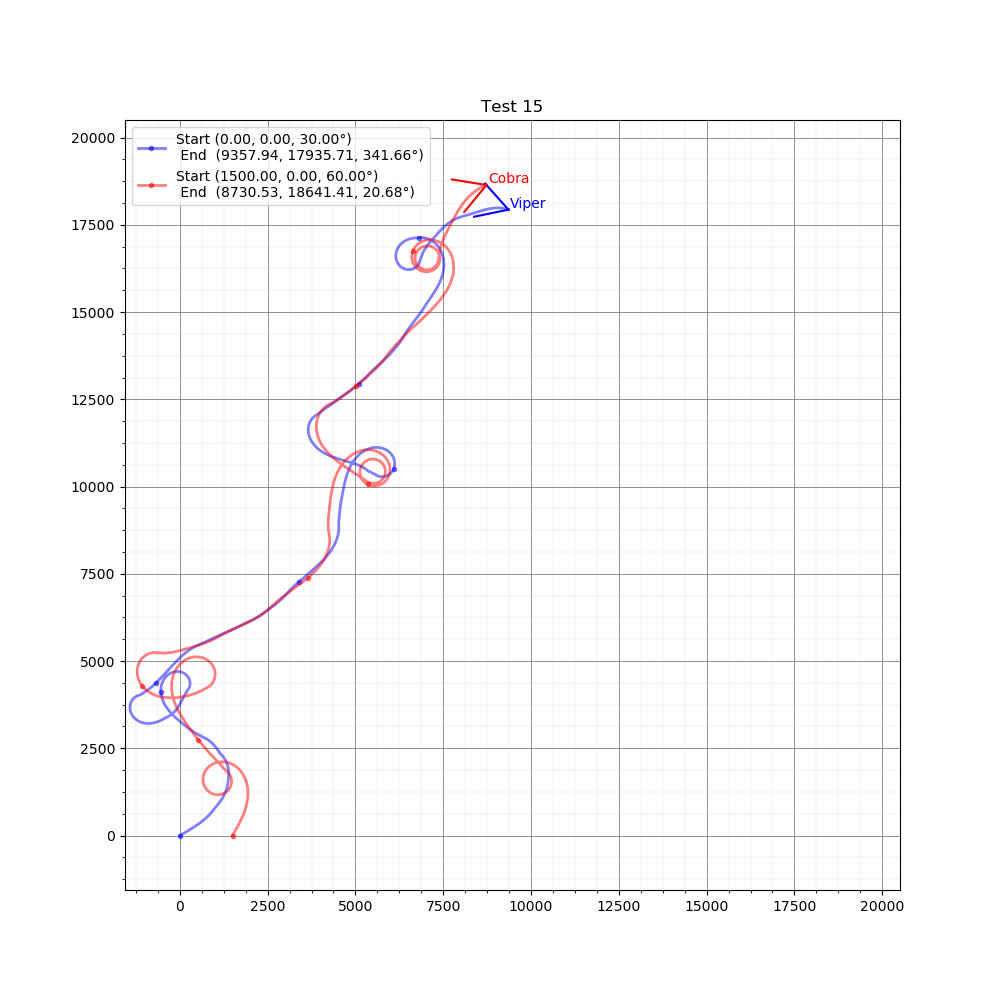 Test 15
Start (0.00, 0.00, 30.00°)
End (9357.94, 17935.71, 341.66°)
Start (1500.00, 0.00, 60.00°)
End (8730.53, 18641.41, 20.68°)
Cobra
Viper
20000
17500
15000
12500
10000
7500
5000
2500
0
0 2500 5000 7500 10000 12500 15000 17500 20000